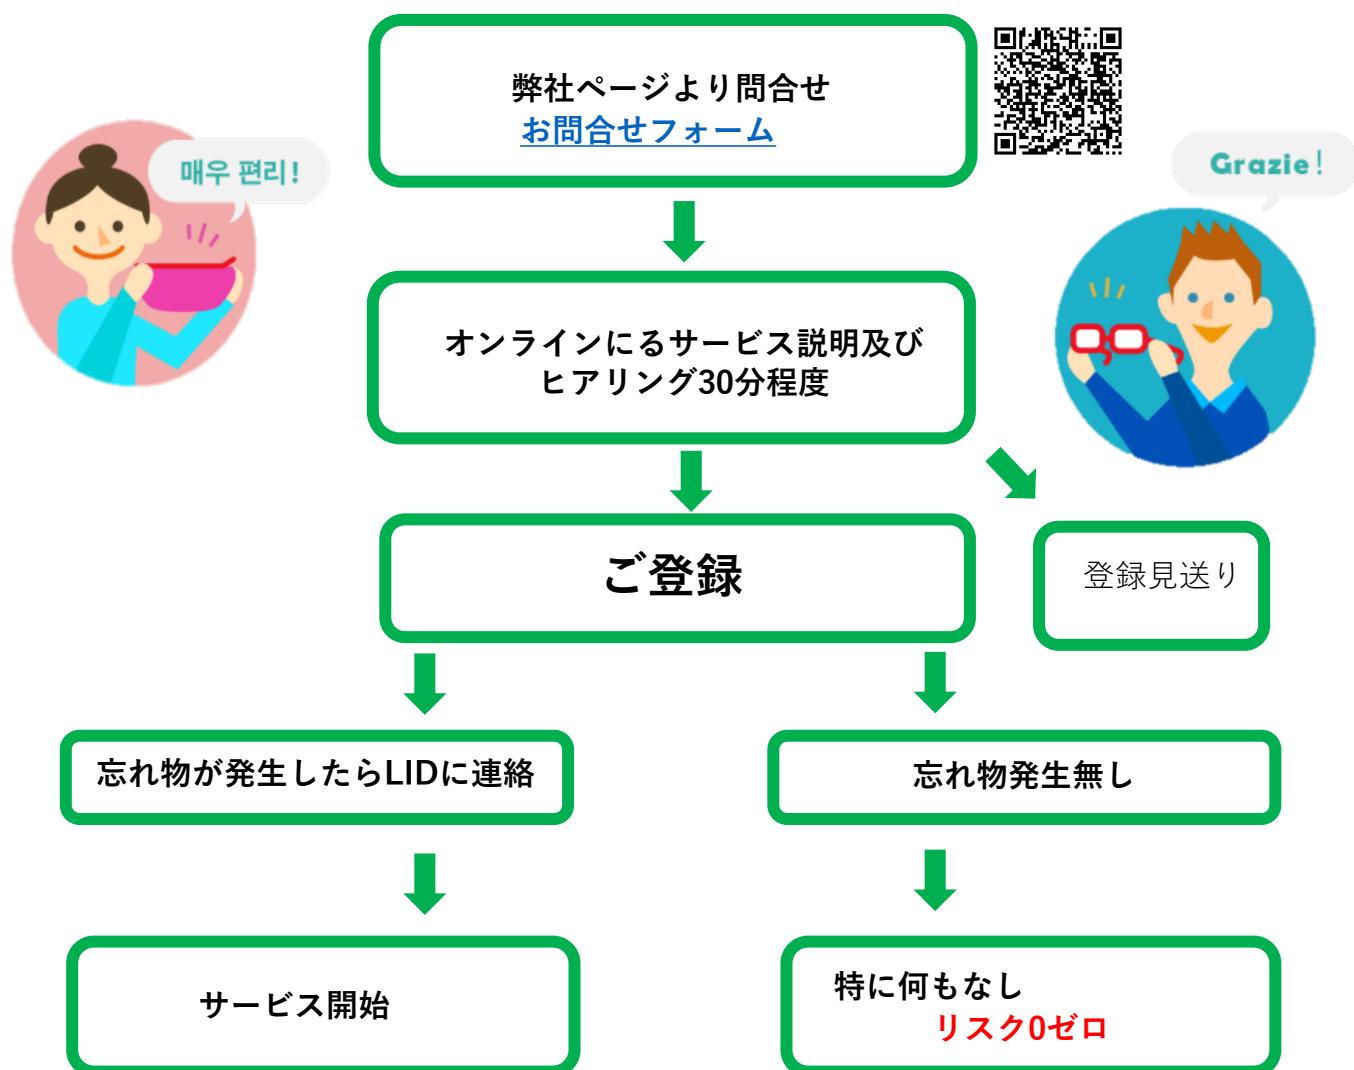 弊社ページより問合せ
お問合せフォーム
매우 편리!
Grazie!
オンラインにるサービス説明及び
ヒアリング30分程度
ご登録
登録見送り
忘れ物が発生したらLIDに連絡
忘れ物発生無し
サービス開始
特に何もなし
リスク0ゼロ